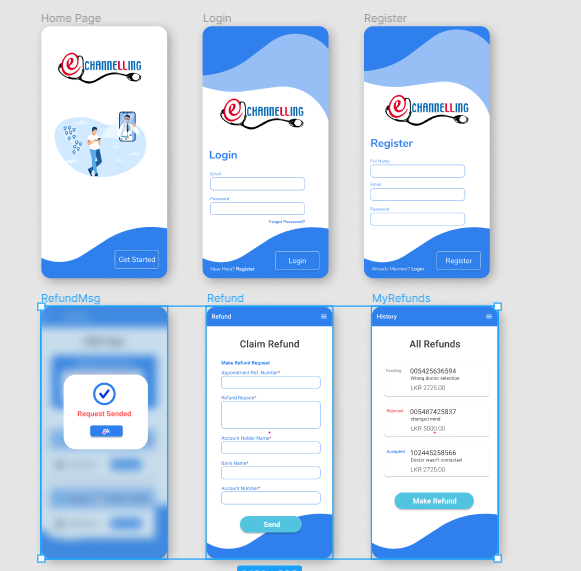 Home Page
Login
Register
e CHANNELLING
Get Started
e CHANNELLING
Login
Email
Password
Forgot Password?
Login
New Here? Register
e CHANNELLING
Register
Full Name
Email
Password
Register
Already Member? Login
RefundMsg
Refund
MyRefunds
Request Sended
Ok
Refund
Claim Refund
Make Refund Request
Appointment Ref. Number*
Refund Reason*
Account Holder Name*
Bank Name*
Account Number*
Send
History
All Refunds
Pending
005425636594
Wrong doctor selection
LKR 2725.00
Rejected
005487425837
changed mind
LKR 5000.00
Accepted
102445258566
Doctor wasn't contacted
LKR 2725.00
Make Refund